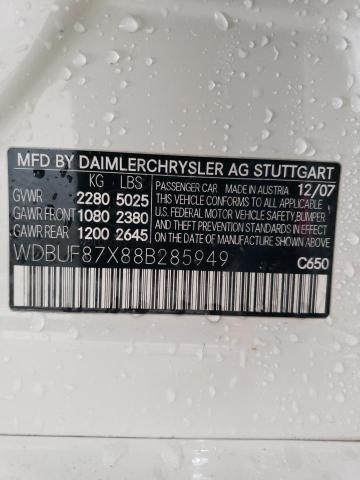 MFD BY DAIMLERCHRYSLER AG STUTTGART
KG LBS PASSENGER CAR MADE IN AUSTRIA 12/07
GVWR 2280 5025 THIS VEHICLE CONFORMS TO ALL APPLICABLE
GAWR FRONT 1080 2380 U.S. FEDERAL MOTOR VEHICLE SAFETY, BUMPER
GAWR REAR 1200 2645 AND THEFT PREVENTION STANDARDS IN EFFECT
ON THE DATE OF MANUFACTURE SHOWN ABOVE.
WDBUF87X88B285949 C650